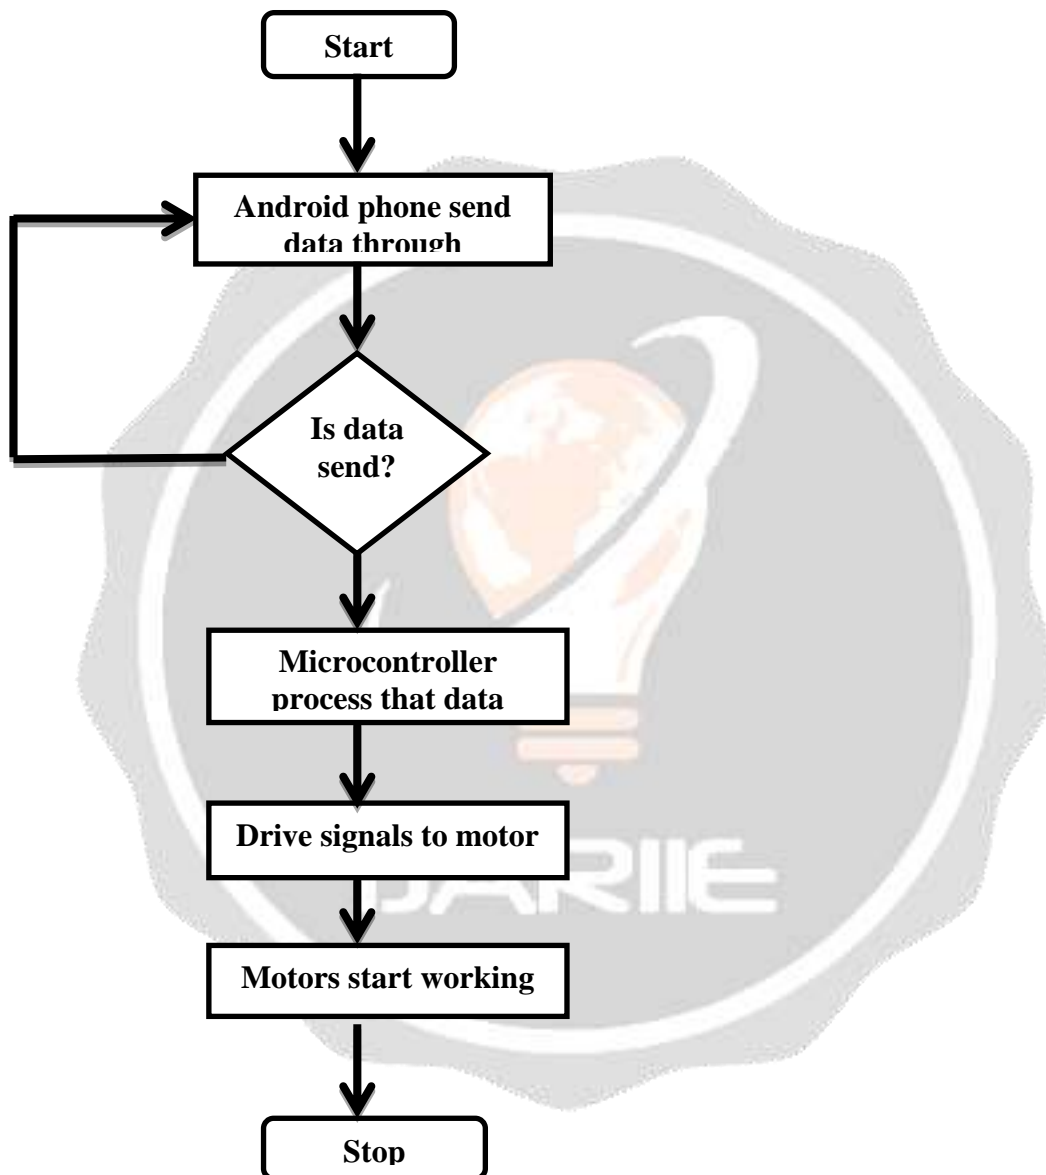 Start
Android phone send
data through
Is data
send?
Microcontroller
process that data
Drive signals to motor
Motors start working
Stop